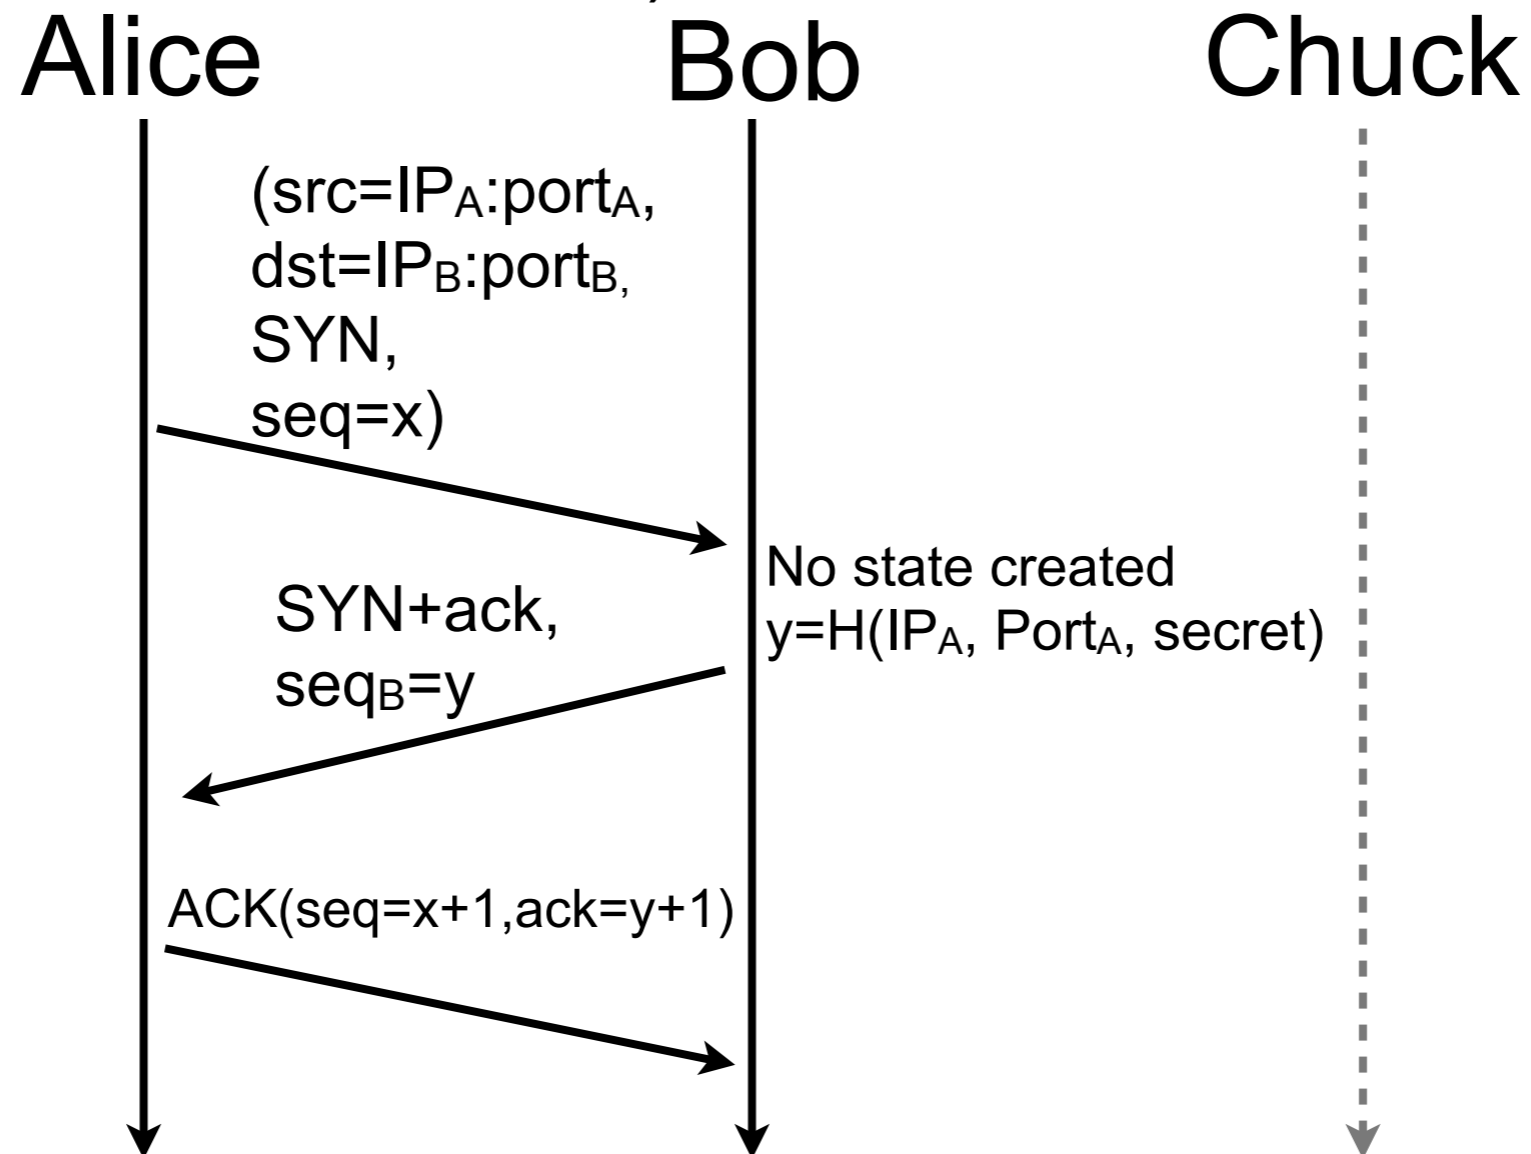 Alice
Bob
Chuck
(src=IPA:portA,
dst=IPB:portB,
SYN,
seq=x)
No state created
y=H(IPA, PortA, secret)
SYN+ack,
seqB=y
ACK(seq=x+1,ack=y+1)